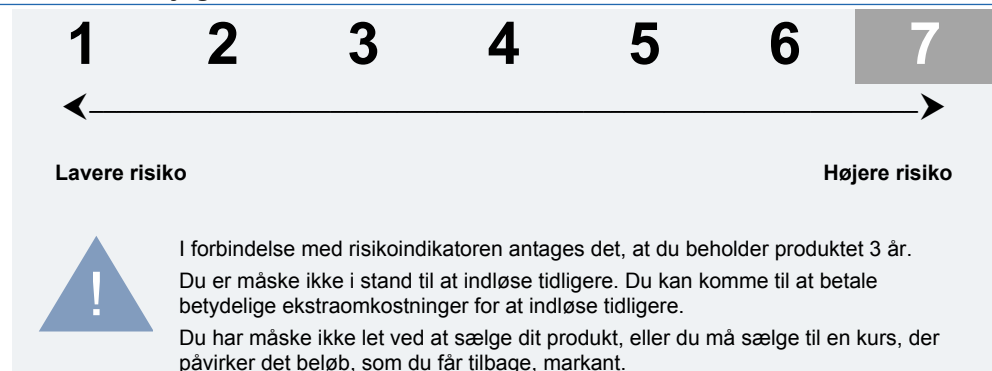 1 2 3 4 5 6 7
Lavere risiko Højere risiko
!
I forbindelse med risikoindikatoren antages det, at du beholder produktet 3 år.
Du er måske ikke i stand til at indløse tidligere. Du kan komme til at betale
betydelige ekstraomkostninger for at indløse tidligere.
Du har måske ikke let ved at sælge dit produkt, eller du må sælge til en kurs, der
påvirker det beløb, som du får tilbage, markant.